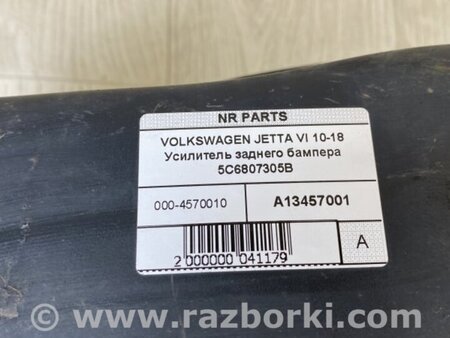 NR PARTS
VOLKSWAGEN JETTA VI 10-18
Усилитель заднего бампера
5C6807305B
000-4570010 A13457001
2 000000 041179
A
© www.razborki.com